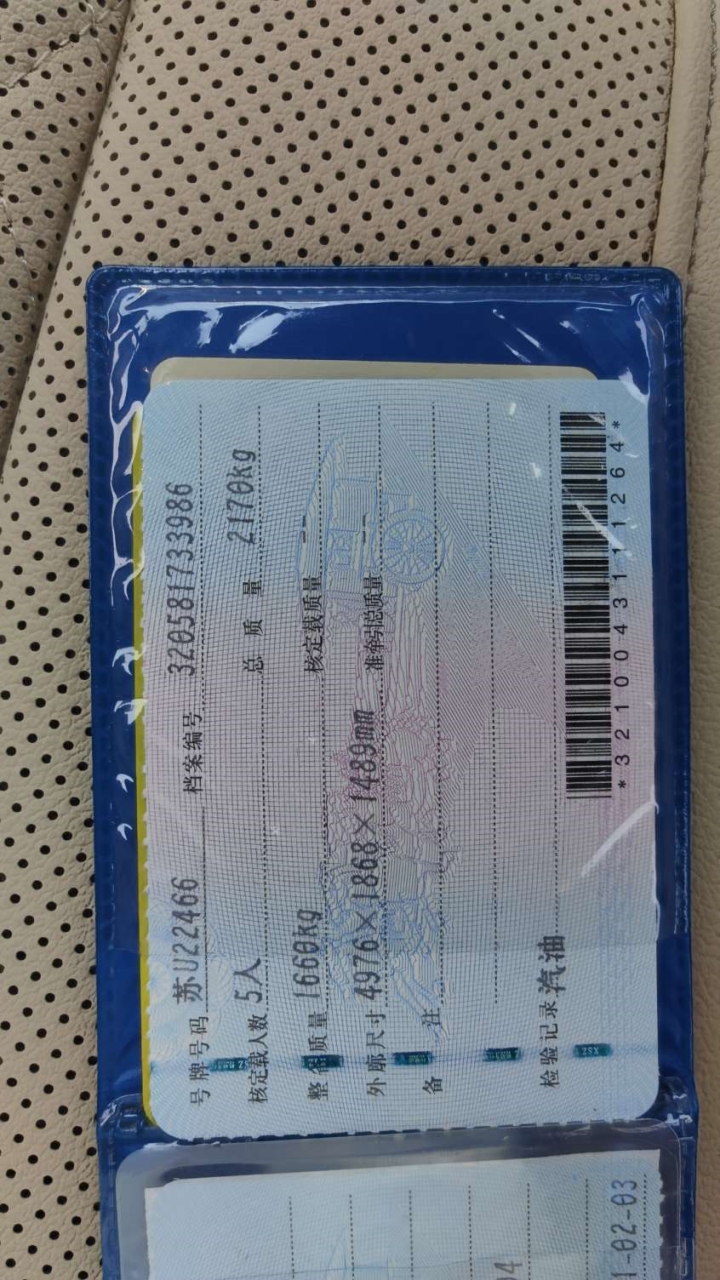 号牌号码 苏U22466 档案编号 320581733986
核定载人数 5人 总质量 2170kg
整备质量 1660kg 核定载质量 --
外廓尺寸 4976×1868×1489mm 准牵引总质量 --
备注
检验记录 汽油
*3210043111264*